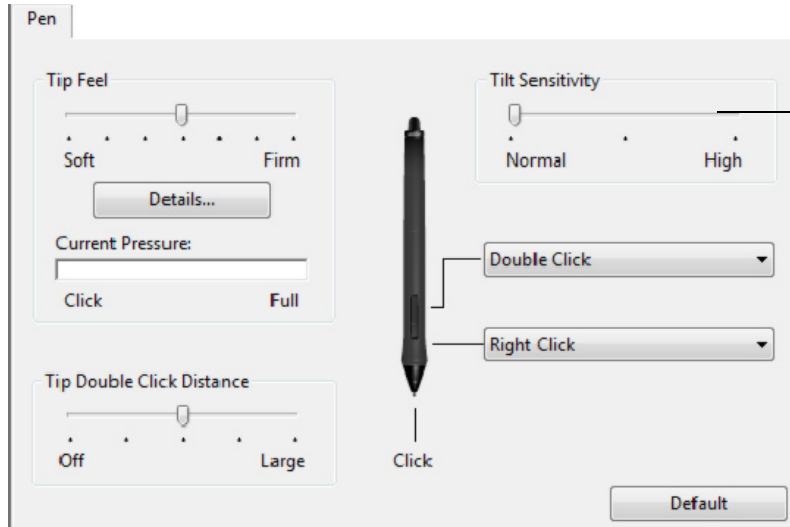 Pen
Tip Feel
Soft Firm
Details...
Current Pressure:
Click Full
Tip Double Click Distance
Off Large
Click
Tilt Sensitivity
Normal High
Double Click
Right Click
Default